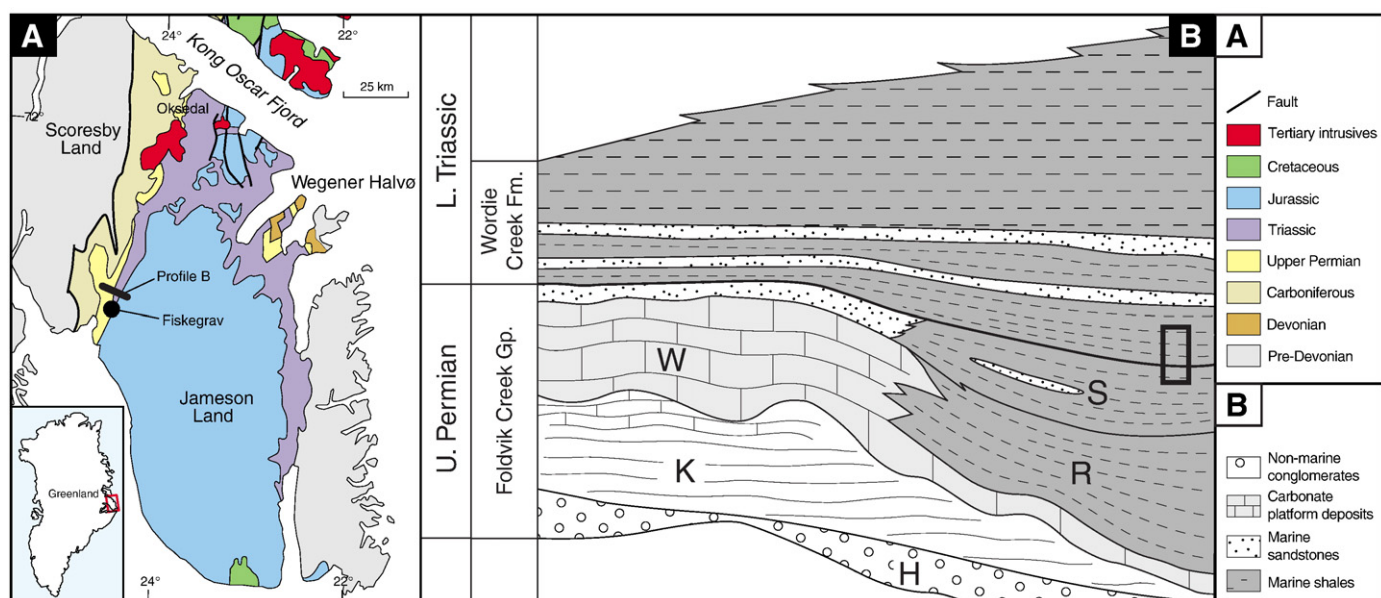 A
24°
22°
Kong Oscar Fjord
25 km
72°
Oksedal
Scoresby
Land
Wegener Halvø
Profile B
Fiskegrav
Jameson
Land
Greenland
24°
22°
B
L. Triassic
Wordie
Creek Fm.
U. Permian
Foldvik Creek Gp.
W
S
K
R
H
A
Fault
Tertiary intrusives
Cretaceous
Jurassic
Triassic
Upper Permian
Carboniferous
Devonian
Pre-Devonian
B
Non-marine
conglomerates
Carbonate
platform deposits
Marine
sandstones
Marine shales